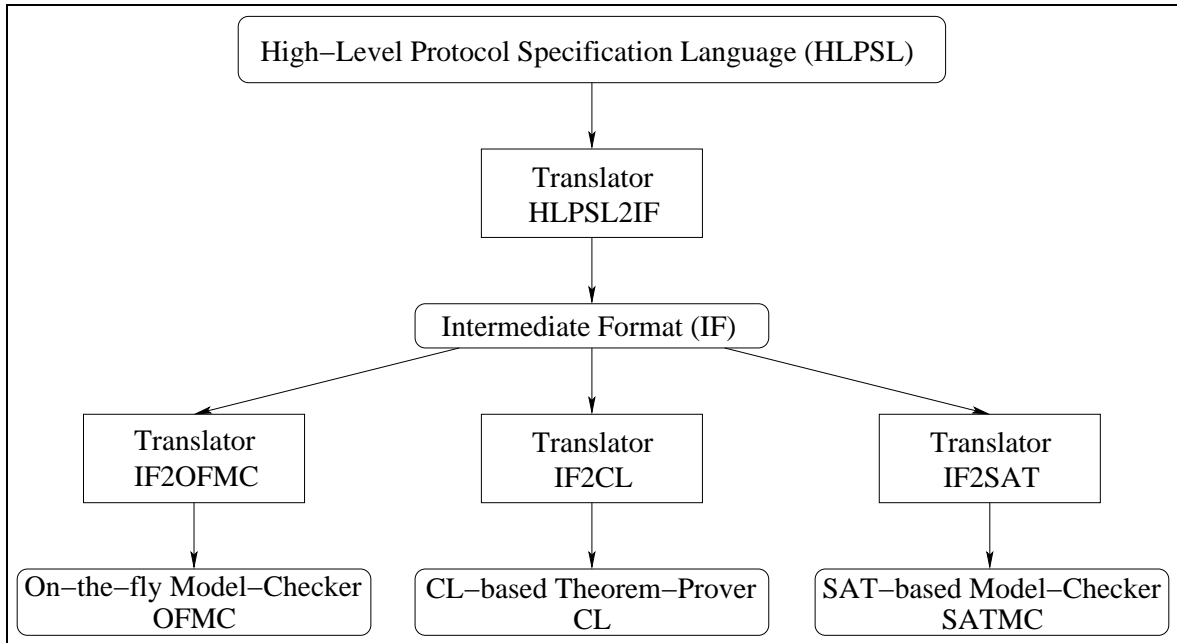 High−Level Protocol Specification Language (HLPSL)
Translator
HLPSL2IF
Intermediate Format (IF)
Translator
IF2OFMC
Translator
IF2CL
Translator
IF2SAT
On−the−fly Model−Checker
OFMC
CL−based Theorem−Prover
CL
SAT−based Model−Checker
SATMC